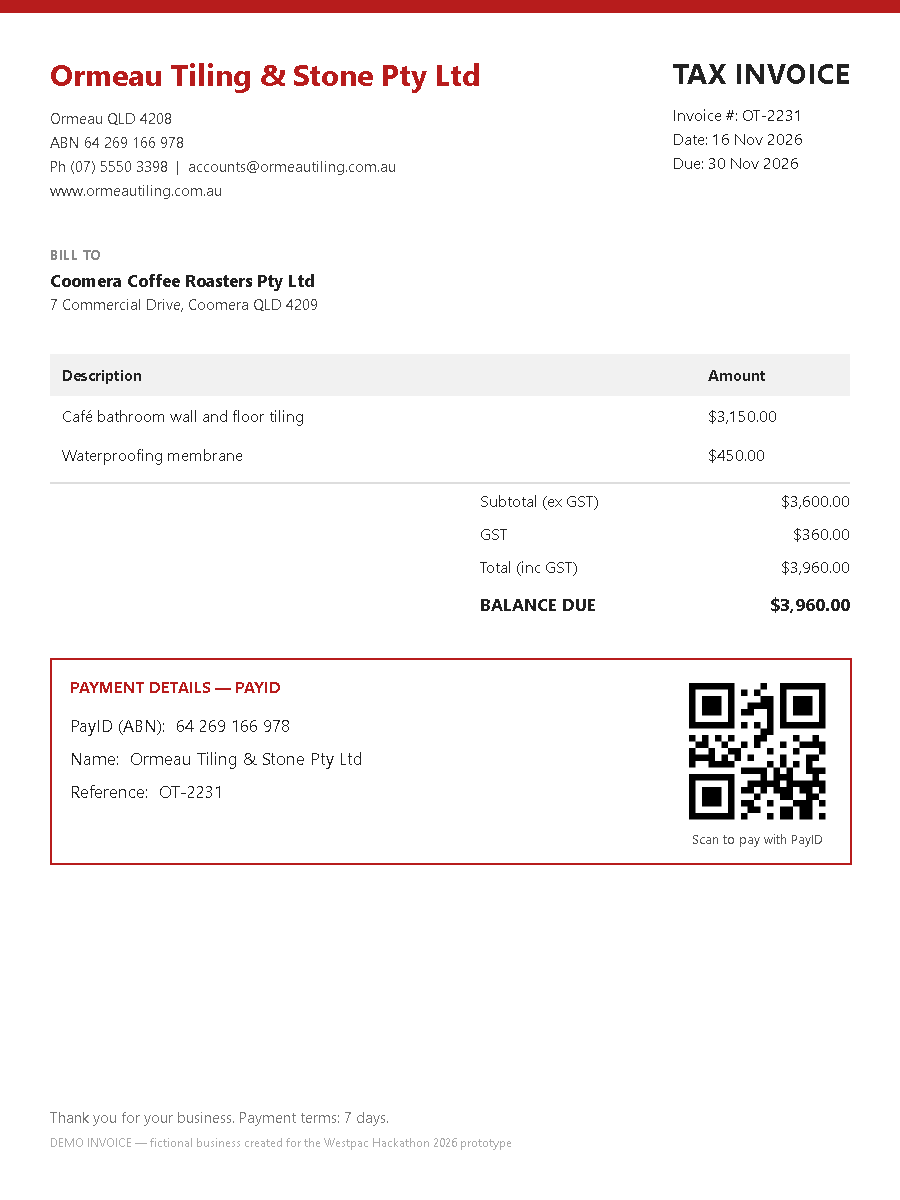 Ormeau Tiling & Stone Pty Ltd
TAX INVOICE
Ormeau QLD 4208
ABN 64 269 166 978
Ph (07) 5550 3398 | accounts@ormeautiling.com.au
www.ormeautiling.com.au
Invoice #: OT-2231
Date: 16 Nov 2026
Due: 30 Nov 2026
BILL TO
Coomera Coffee Roasters Pty Ltd
7 Commercial Drive, Coomera QLD 4209
Description Amount
Café bathroom wall and floor tiling $3,150.00
Waterproofing membrane $450.00
Subtotal (ex GST) $3,600.00
GST $360.00
Total (inc GST) $3,960.00
BALANCE DUE $3,960.00
PAYMENT DETAILS — PAYID
PayID (ABN): 64 269 166 978
Name: Ormeau Tiling & Stone Pty Ltd
Reference: OT-2231
Scan to pay with PayID
Thank you for your business. Payment terms: 7 days.
DEMO INVOICE — fictional business created for the Westpac Hackathon 2026 prototype